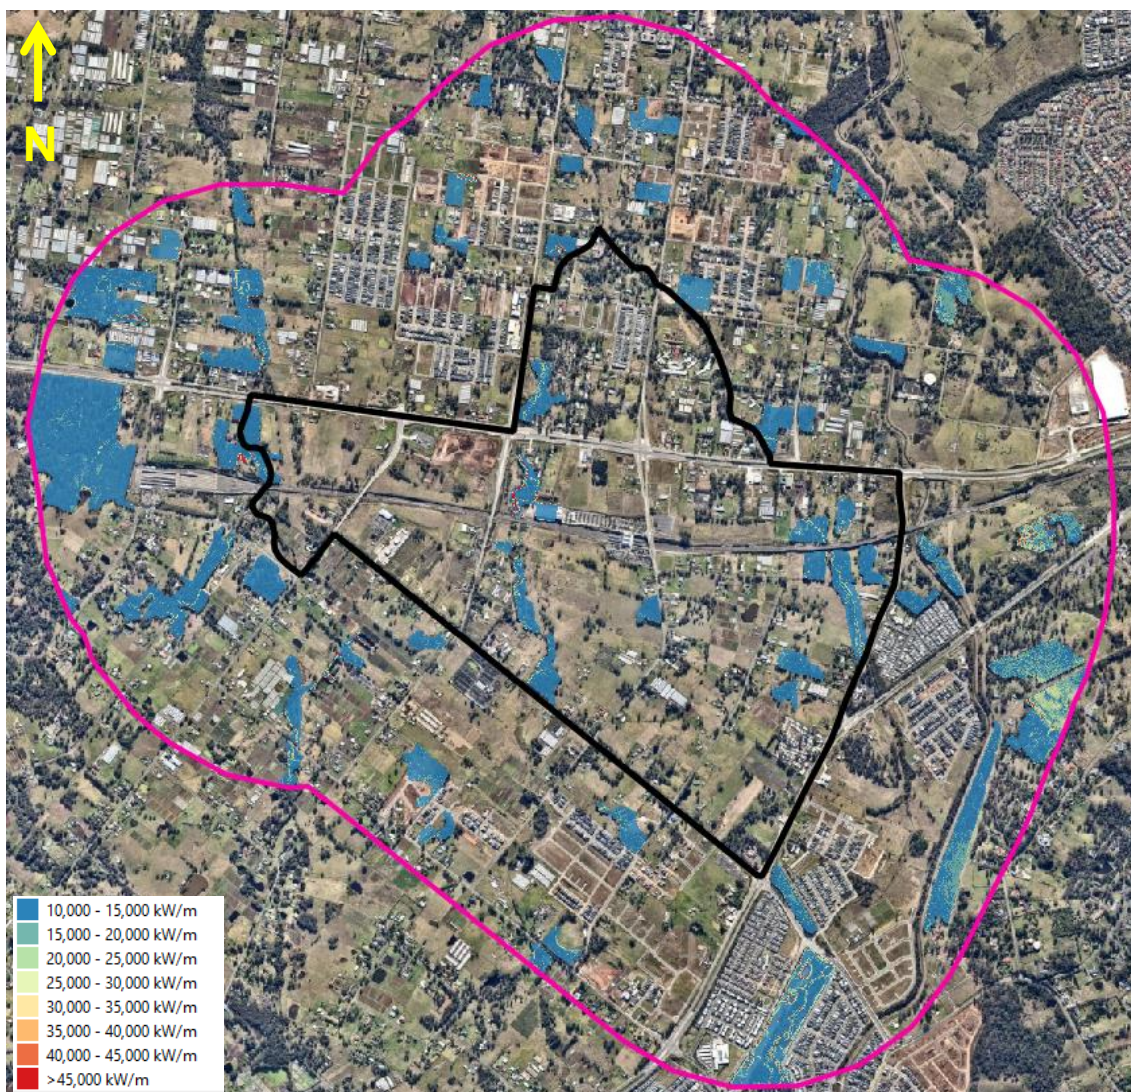 N
10,000 - 15,000 kW/m
15,000 - 20,000 kW/m
20,000 - 25,000 kW/m
25,000 - 30,000 kW/m
30,000 - 35,000 kW/m
35,000 - 40,000 kW/m
40,000 - 45,000 kW/m
>45,000 kW/m